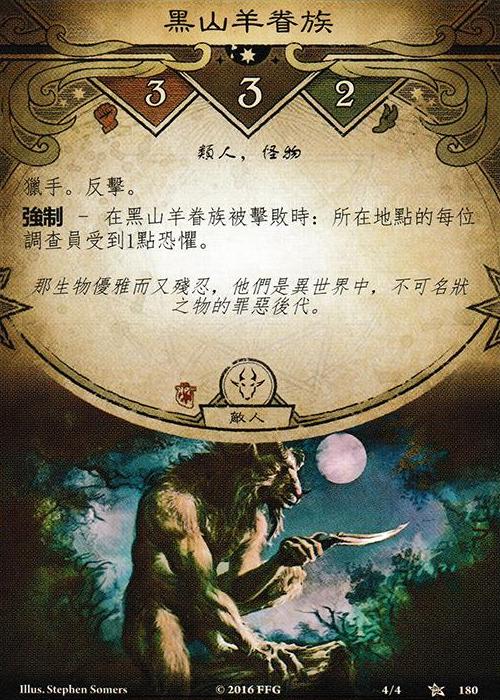 黑山羊眷族
3 3 2
類人，怪物
獵手。反擊。
強制 – 在黑山羊眷族被擊敗時：所在地點的每位
調查員受到1點恐懼。
那生物優雅而又殘忍，他們是異世界中，不可名狀
之物的罪惡後代。
敵人
Illus. Stephen Somers © 2016 FFG 4/4 180